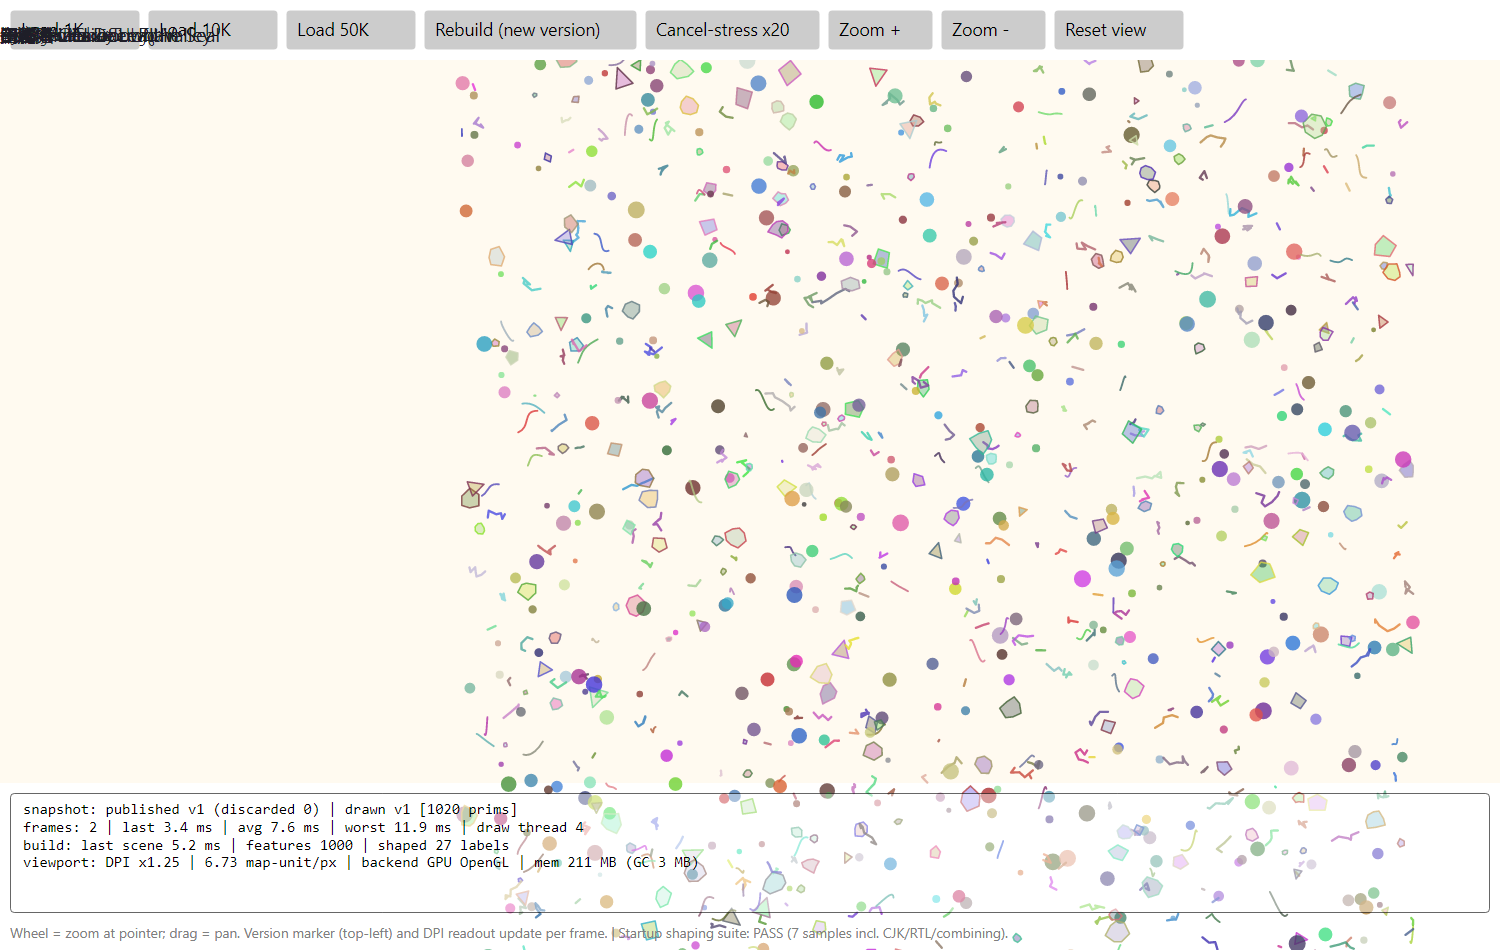 Load 10K Load 50K Rebuild (new version) Cancel-stress x20 Zoom + Zoom - Reset view
snapshot: published v1 (discarded 0) | drawn v1 [1020 prims]
frames: 2 | last 3.4 ms | avg 7.6 ms | worst 11.9 ms | draw thread 4
build: last scene 5.2 ms | features 1000 | shaped 27 labels
viewport: DPI x1.25 | 6.73 map-unit/px | backend GPU OpenGL | mem 211 MB (GC 3 MB)
Wheel = zoom at pointer; drag = pan. Version marker (top-left) and DPI readout update per frame. | Startup shaping suite: PASS (7 samples incl. CJK/RTL/combining).